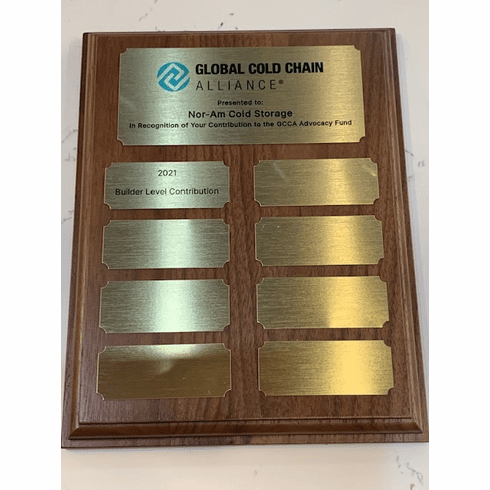 GLOBAL COLD CHAIN
ALLIANCE®
Presented to:
Nor-Am Cold Storage
In Recognition of Your Contribution to the GCCA Advocacy Fund
2021
Builder Level Contribution